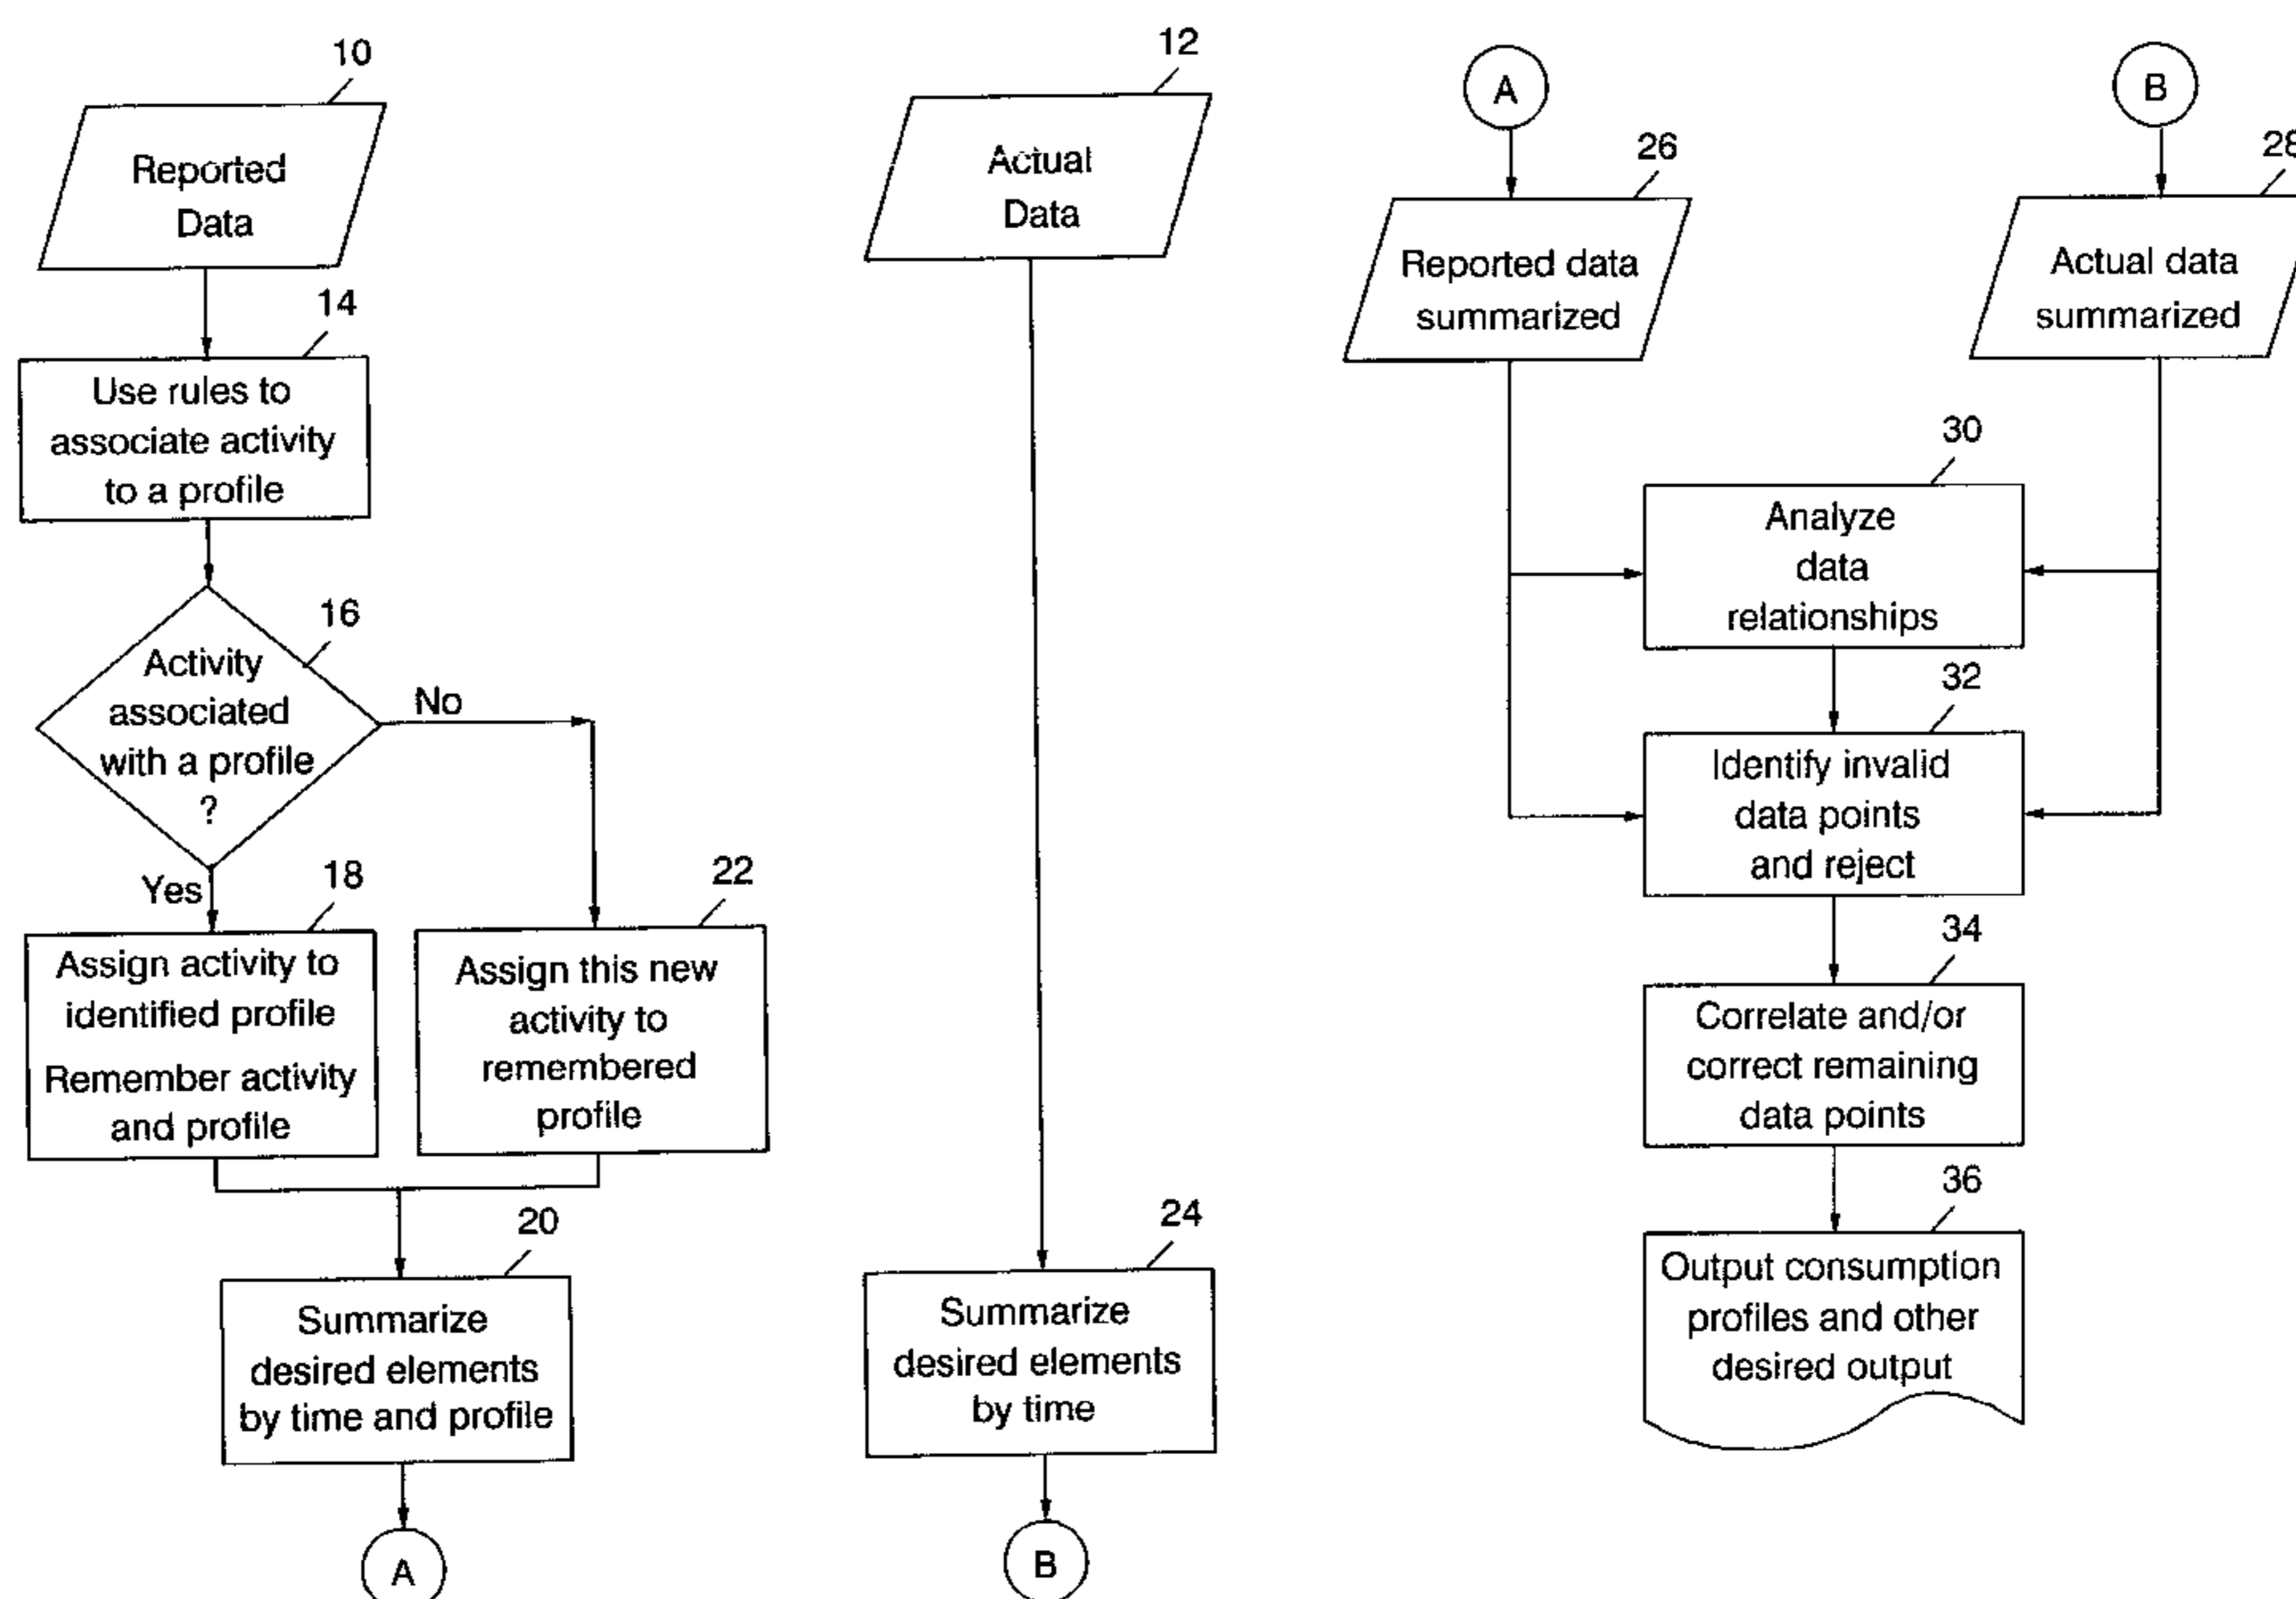 10
Reported
Data
14
Use rules to
associate activity
to a profile
16
Activity
associated
with a profile
?
No
Yes
18
Assign activity to
identified profile
Remember activity
and profile
22
Assign this new
activity to
remembered
profile
20
Summarize
desired elements
by time and profile
A
12
Actual
Data
24
Summarize
desired elements
by time
B
A
26
Reported data
summarized
B
28
Actual data
summarized
30
Analyze
data
relationships
32
Identify invalid
data points
and reject
34
Correlate and/or
correct remaining
data points
36
Output consumption
profiles and other
desired output